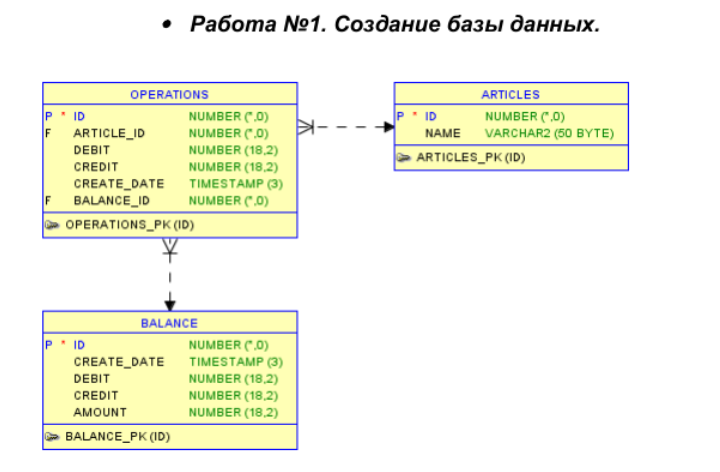 • Работа №1. Создание базы данных.
OPERATIONS
P * ID NUMBER (*,0)
F ARTICLE_ID NUMBER (*,0)
DEBIT NUMBER (18,2)
CREDIT NUMBER (18,2)
CREATE_DATE TIMESTAMP (3)
F BALANCE_ID NUMBER (*,0)
OPERATIONS_PK (ID)
ARTICLES
P * ID NUMBER (*,0)
NAME VARCHAR2 (50 BYTE)
ARTICLES_PK (ID)
BALANCE
P * ID NUMBER (*,0)
CREATE_DATE TIMESTAMP (3)
DEBIT NUMBER (18,2)
CREDIT NUMBER (18,2)
AMOUNT NUMBER (18,2)
BALANCE_PK (ID)